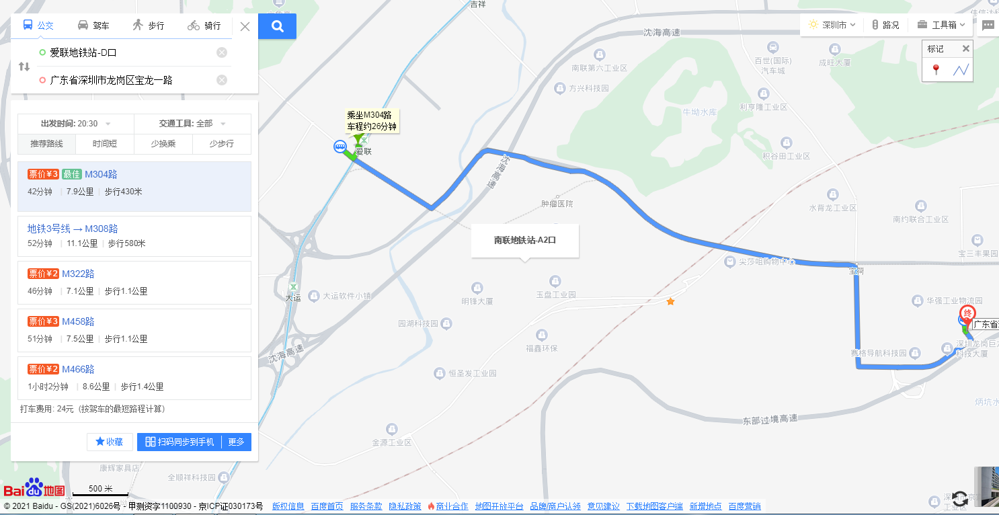 公交
驾车
步行
骑行
爱联地铁站-D口
广东省深圳市龙岗区宝龙一路
出发时间: 20:30
交通工具: 全部
推荐路线
时间短
少换乘
少步行
票价¥3 最佳 M304路
42分钟 | 7.9公里 | 步行430米
地铁3号线 → M308路
52分钟 | 11.1公里 | 步行580米
票价¥2 M322路
46分钟 | 7.1公里 | 步行1.1公里
票价¥3 M458路
51分钟 | 7.5公里 | 步行1.1公里
票价¥2 M466路
1小时2分钟 | 8.6公里 | 步行1.4公里
打车费用: 24元（按驾车的最短路程计算）
收藏
扫码同步到手机
更多
深圳市
路况
工具箱
标记
吉祥
沈海高速
南联第六工业区
方兴科技园
百世(国际)
汽车城
成旺大厦
利亨隆工业区
牛坳水库
积谷田工业区
乘坐M304路
车程约26分钟
爱联
沈海高速
肿瘤医院
水背龙工业区
南约联合工业区
南联地铁站-A2口
宝三丰果园
尖莎咀购物中心
宝荷
大运
大运软件小镇
明锋大厦
玉盘工业园
华强工业物流园
终
广东省
园湖科技园
福鑫环保
沈海高速
赛格导航科技园
深圳龙岗巨
科技大厦
恒圣发工业园
炳坑水
东部过境高速
金源工业区
康辉家具店
全顺祥科技园
工业区
Bai du 地图
500 米
© 2021 Baidu - GS(2021)6026号 - 甲测资字1100930 - 京ICP证030173号
版权信息
百度首页
服务条款
隐私政策
商业合作
地图开放平台
品牌/商户认领
意见建议
下载地图客户端
新增地点
百度营销